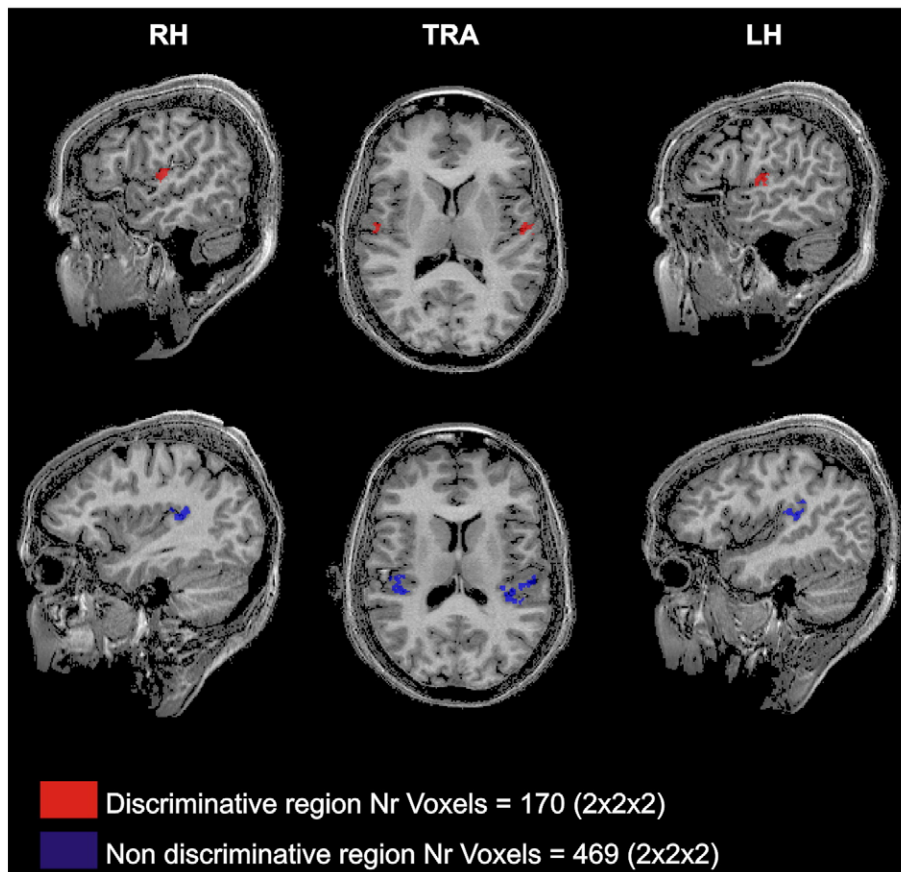 RH TRA LH
Discriminative region Nr Voxels = 170 (2x2x2)
Non discriminative region Nr Voxels = 469 (2x2x2)